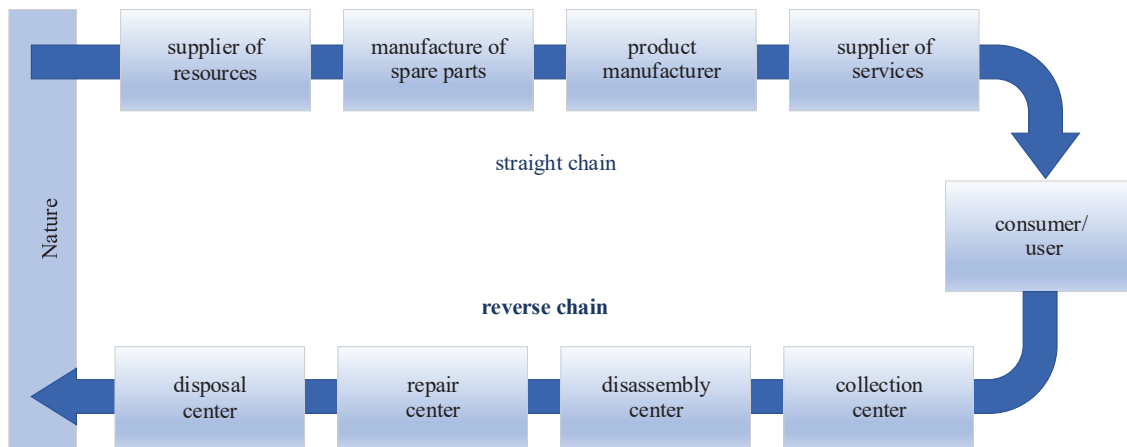 supplier of
resources
manufacture of
spare parts
product
manufacturer
supplier of
services
straight chain
Nature
consumer/
user
reverse chain
disposal
center
repair
center
disassembly
center
collection
center